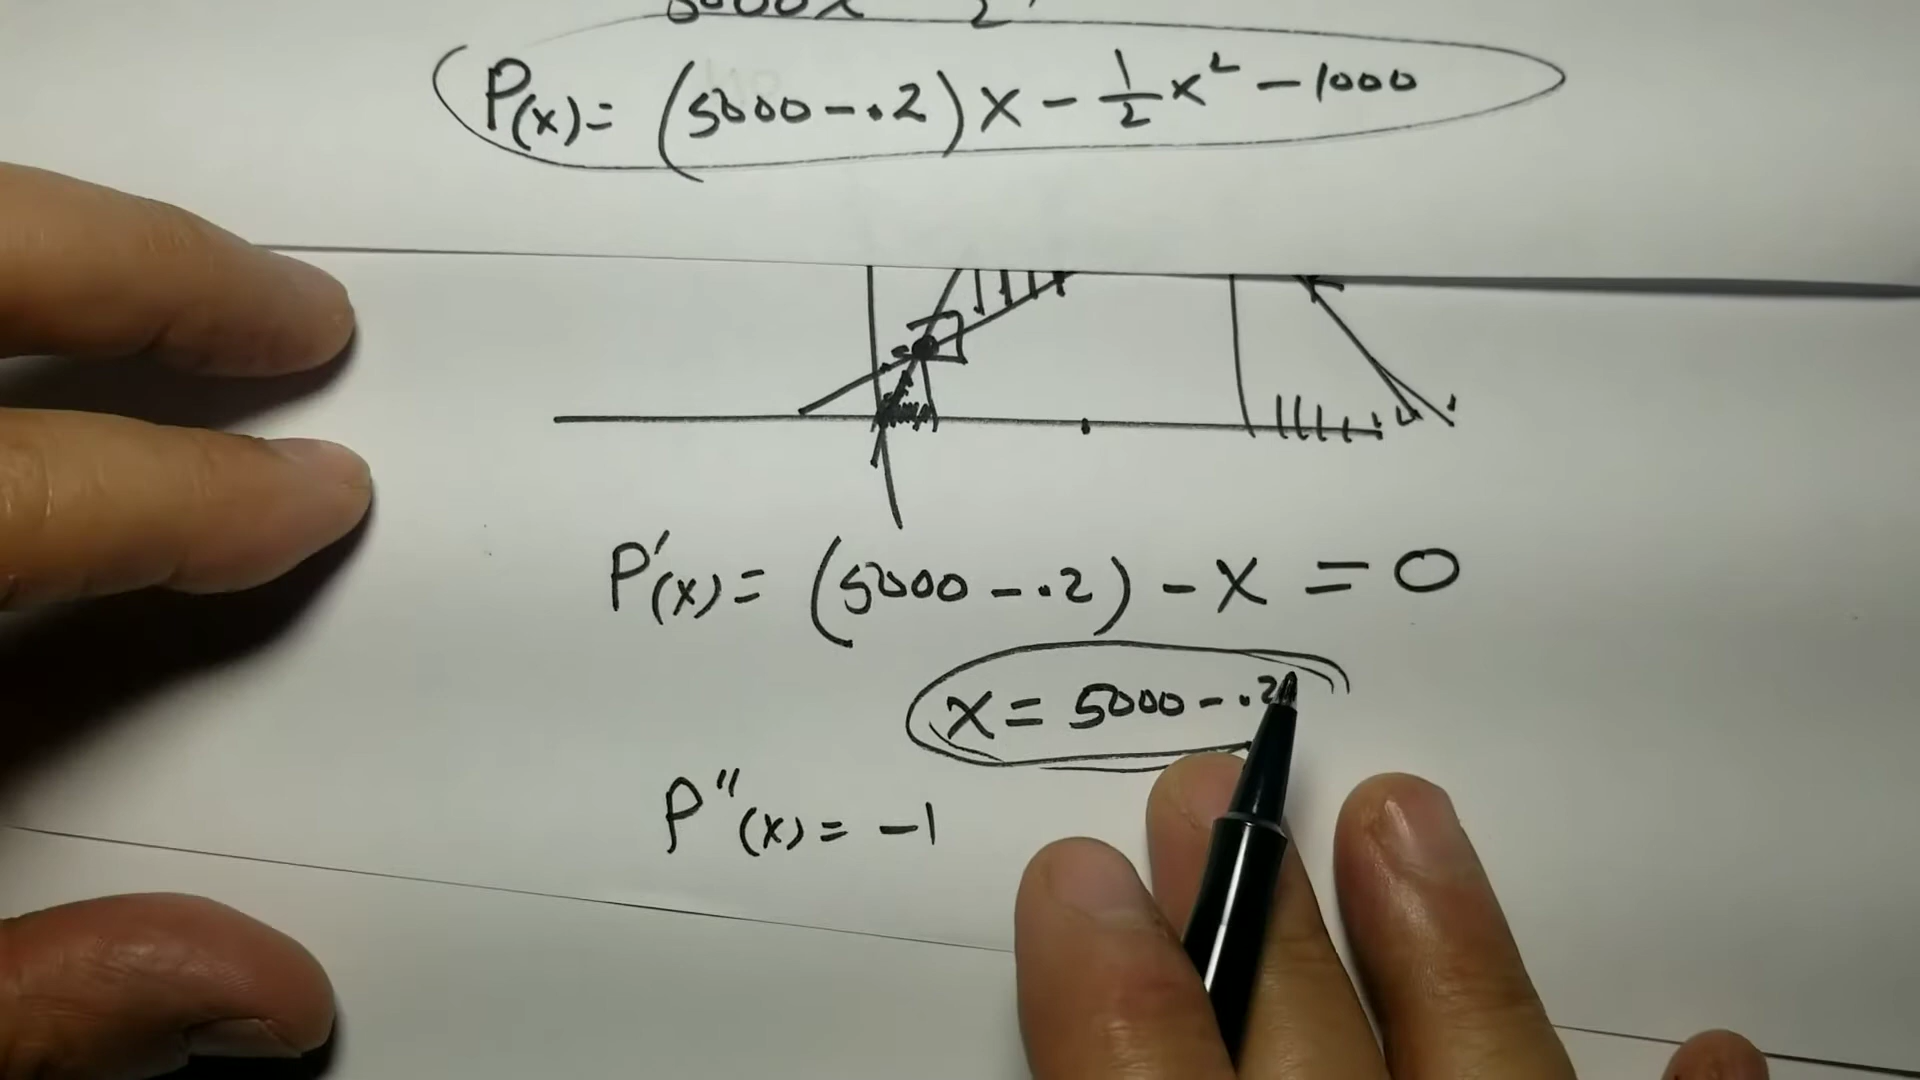 P(x) = (5000 - .2)x - 1/2 x² - 1000
P'(x) = (5000 - .2) - x = 0
x = 5000 - .2
P''(x) = -1